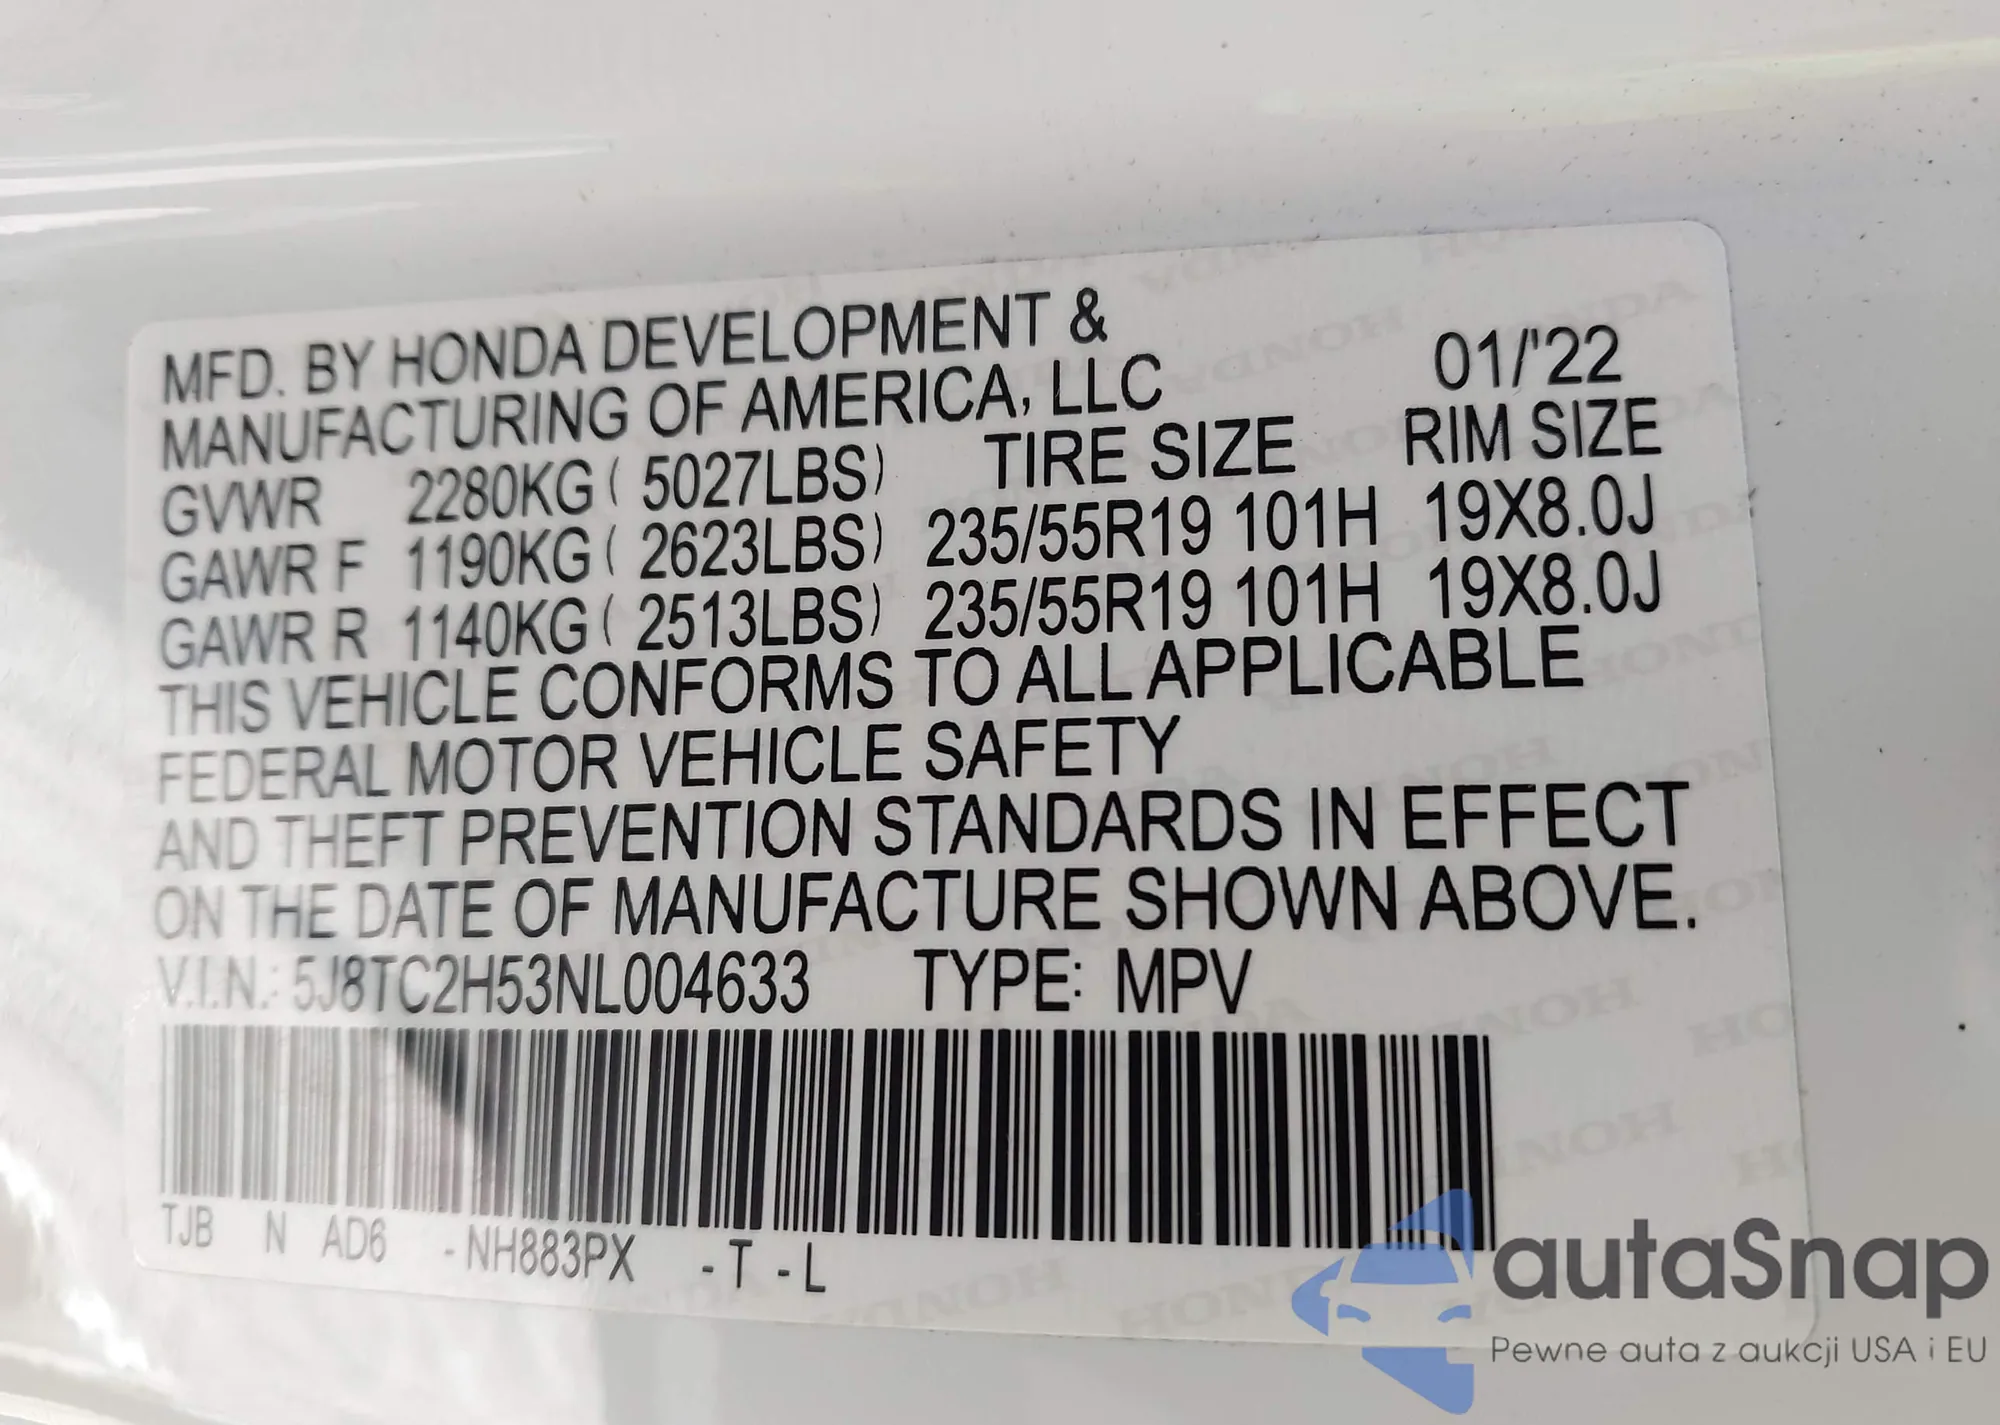 MFD. BY HONDA DEVELOPMENT &
MANUFACTURING OF AMERICA, LLC 01/'22
GVWR 2280KG ( 5027LBS) TIRE SIZE RIM SIZE
GAWR F 1190KG ( 2623LBS) 235/55R19 101H 19X8.0J
GAWR R 1140KG ( 2513LBS) 235/55R19 101H 19X8.0J
THIS VEHICLE CONFORMS TO ALL APPLICABLE
FEDERAL MOTOR VEHICLE SAFETY
AND THEFT PREVENTION STANDARDS IN EFFECT
ON THE DATE OF MANUFACTURE SHOWN ABOVE.
V.I.N.: 5J8TC2H53NL004633 TYPE: MPV
TJB N AD6 -NH883PX -T -L
autaSnap
Pewne auta z aukcji USA i EU